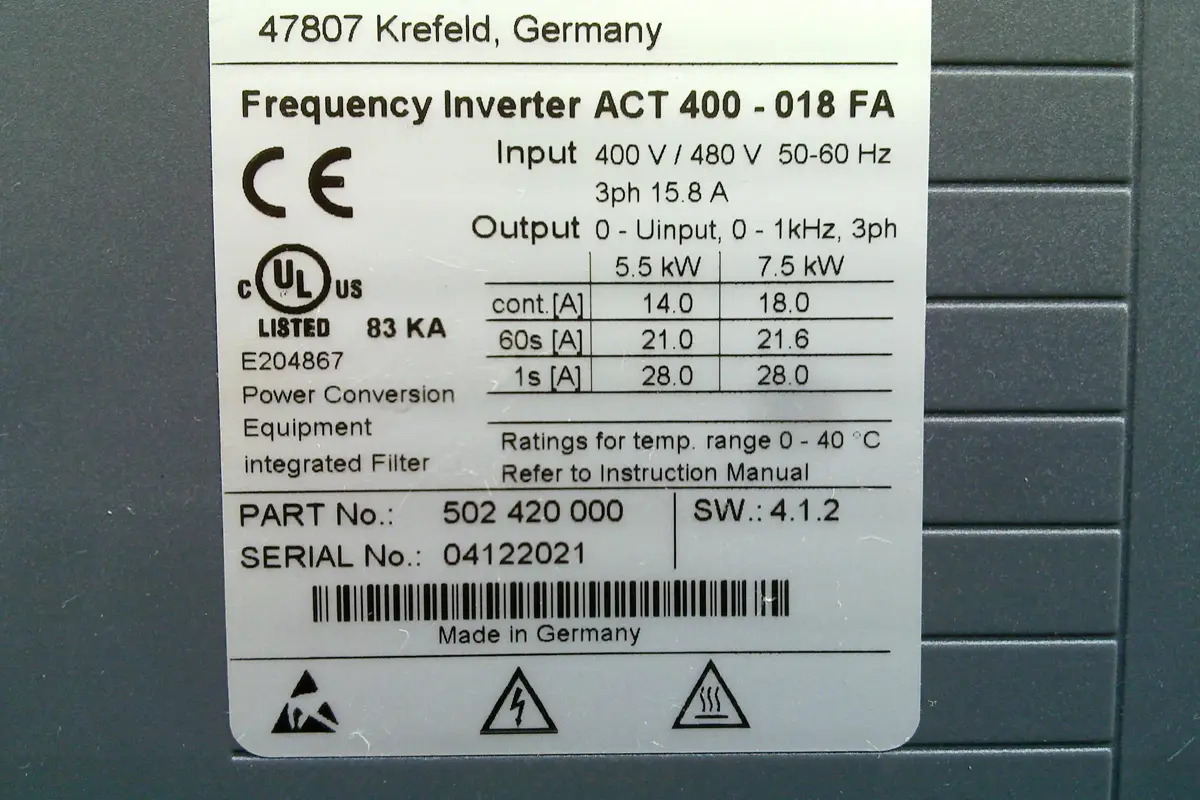 47807 Krefeld, Germany
Frequency Inverter ACT 400 - 018 FA
CE
Input 400 V / 480 V 50-60 Hz
3ph 15.8 A
Output 0 - Uinput, 0 - 1kHz, 3ph
5.5 kW 7.5 kW
cont.[A] 14.0 18.0
60s [A] 21.0 21.6
1s [A] 28.0 28.0
C UL US
LISTED 83 KA
E204867
Power Conversion
Equipment
integrated Filter
Ratings for temp. range 0 - 40 °C
Refer to Instruction Manual
PART No.: 502 420 000 SW.: 4.1.2
SERIAL No.: 04122021
Made in Germany